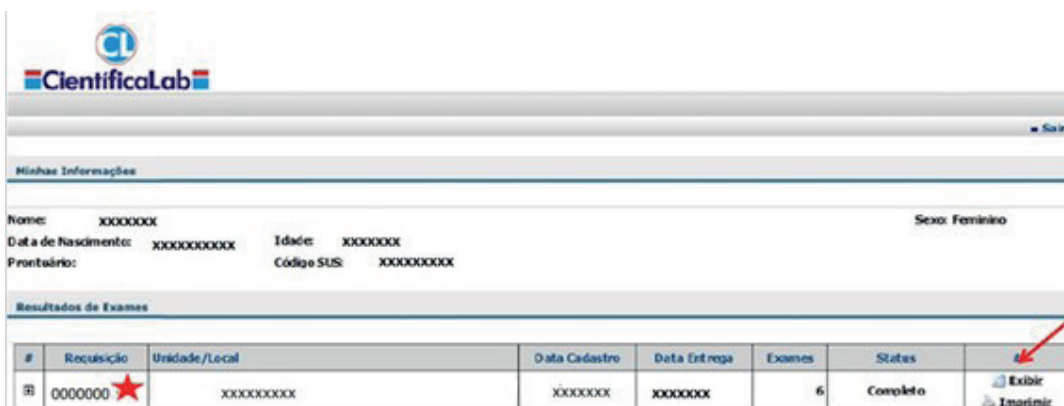 CL
CientíficaLab
Sair
Minhas Informações
Nome: xxxxxxx Sexo: Feminino
Data de Nascimento: xxxxxxxxxx Idade: xxxxxxx
Prontuário: Código SUS: xxxxxxxxx
Resultados de Exames
# Requisição Unidade/Local Data Cadastro Data Entrega Exames Status
0000000 xxxxxxxxx xxxxxxx xxxxxxx 6 Completo Exibir
Imprimir